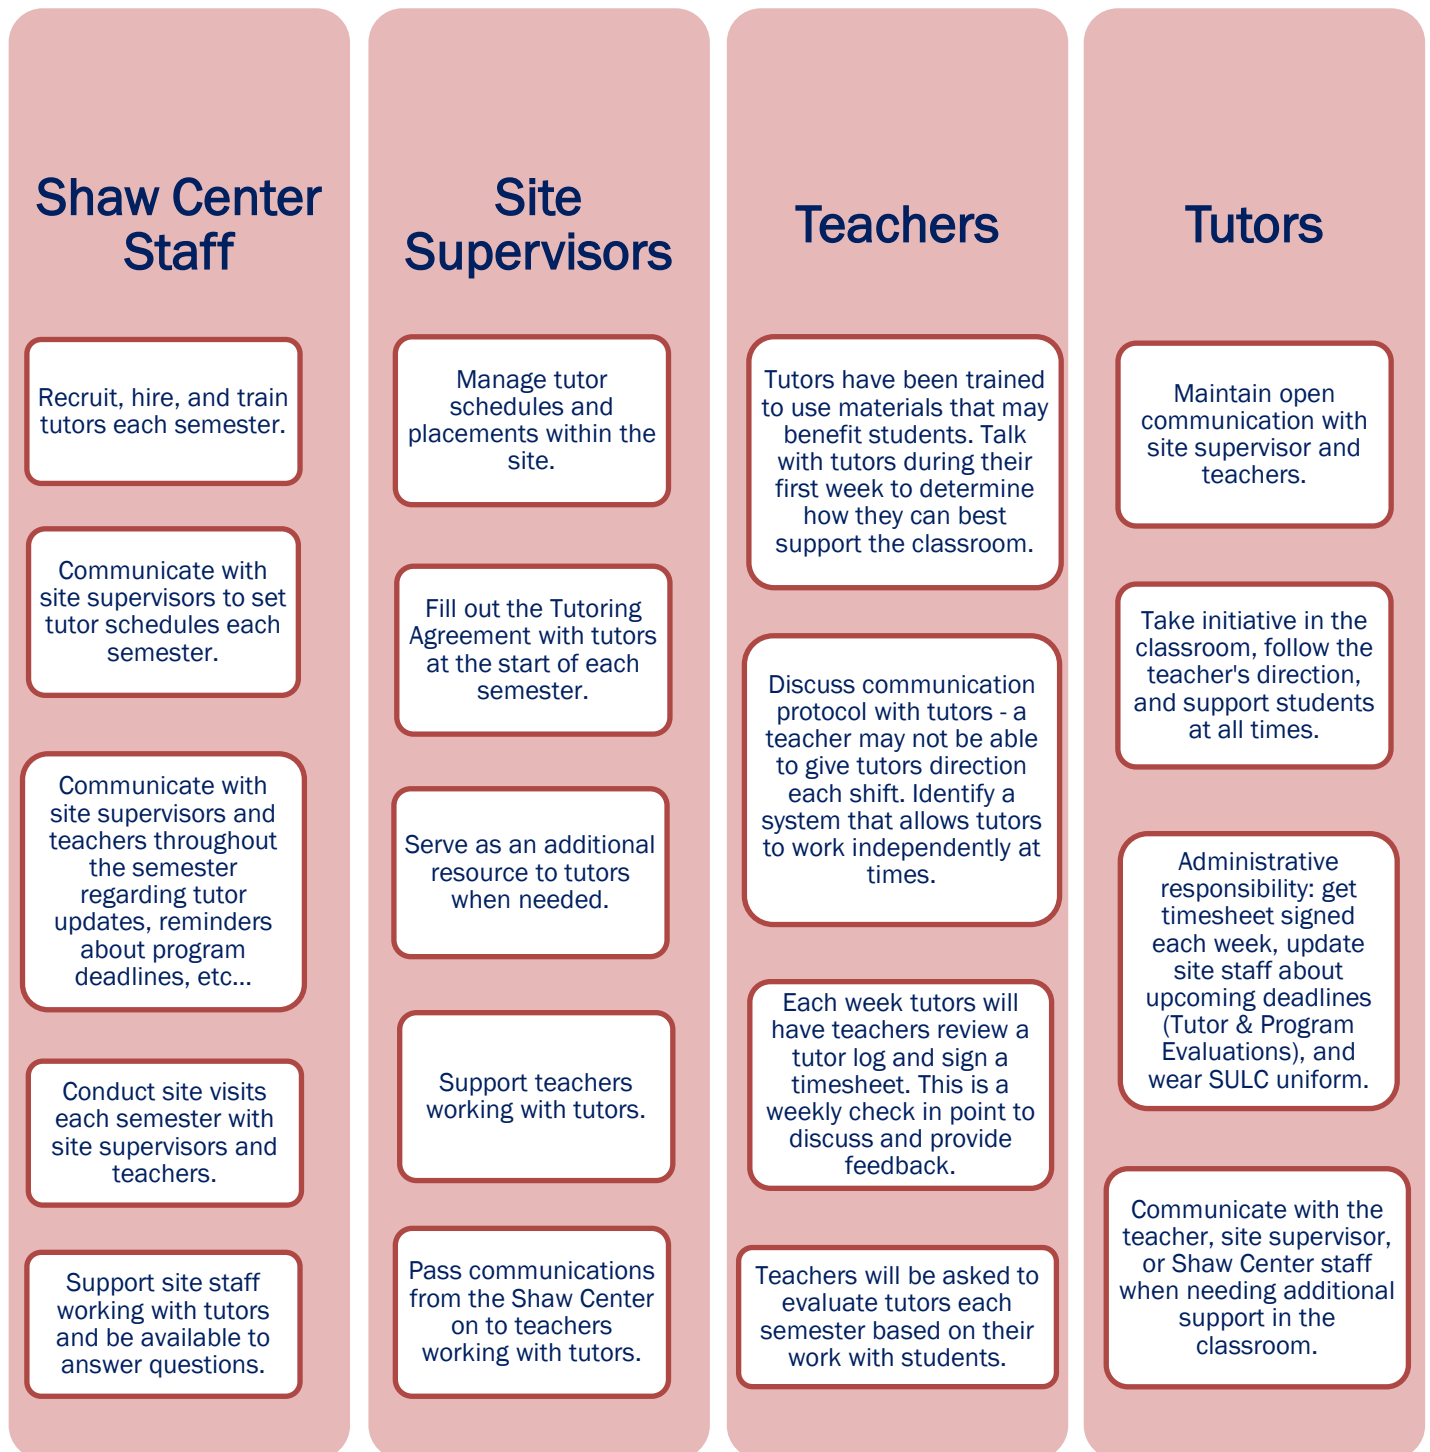 Shaw Center
Staff
Recruit, hire, and train
tutors each semester.
Communicate with
site supervisors to set
tutor schedules each
semester.
Communicate with
site supervisors and
teachers throughout
the semester
regarding tutor
updates, reminders
about program
deadlines, etc...
Conduct site visits
each semester with
site supervisors and
teachers.
Support site staff
working with tutors
and be available to
answer questions.
Site
Supervisors
Manage tutor
schedules and
placements within the
site.
Fill out the Tutoring
Agreement with tutors
at the start of each
semester.
Serve as an additional
resource to tutors
when needed.
Support teachers
working with tutors.
Pass communications
from the Shaw Center
on to teachers
working with tutors.
Teachers
Tutors have been trained
to use materials that may
benefit students. Talk
with tutors during their
first week to determine
how they can best
support the classroom.
Discuss communication
protocol with tutors - a
teacher may not be able
to give tutors direction
each shift. Identify a
system that allows tutors
to work independently at
times.
Each week tutors will
have teachers review a
tutor log and sign a
timesheet. This is a
weekly check in point to
discuss and provide
feedback.
Teachers will be asked to
evaluate tutors each
semester based on their
work with students.
Tutors
Maintain open
communication with
site supervisor and
teachers.
Take initiative in the
classroom, follow the
teacher's direction,
and support students
at all times.
Administrative
responsibility: get
timesheet signed
each week, update
site staff about
upcoming deadlines
(Tutor & Program
Evaluations), and
wear SULC uniform.
Communicate with the
teacher, site supervisor,
or Shaw Center staff
when needing additional
support in the
classroom.